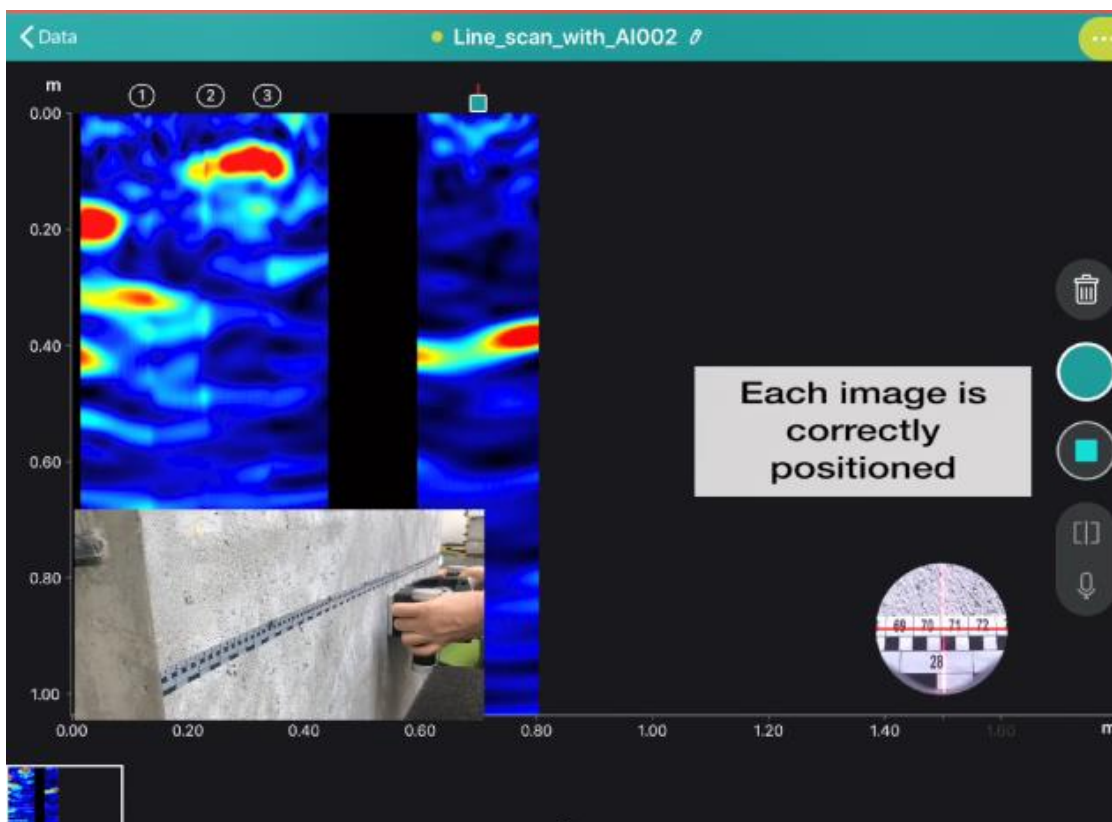 Data
Line_scan_with_AI002
m
1 2 3
0.00
0.20
0.40
0.60
0.80
1.00
Each image is
correctly
positioned
69 70 71 72
28
0.00 0.20 0.40 0.60 0.80 1.00 1.20 1.40 1.60 m